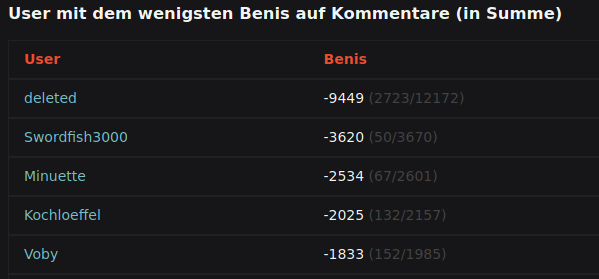 User mit dem wenigsten Benis auf Kommentare (in Summe)
User Benis
deleted -9449 (2723/12172)
Swordfish3000 -3620 (50/3670)
Minuette -2534 (67/2601)
Kochloeffel -2025 (132/2157)
Voby -1833 (152/1985)